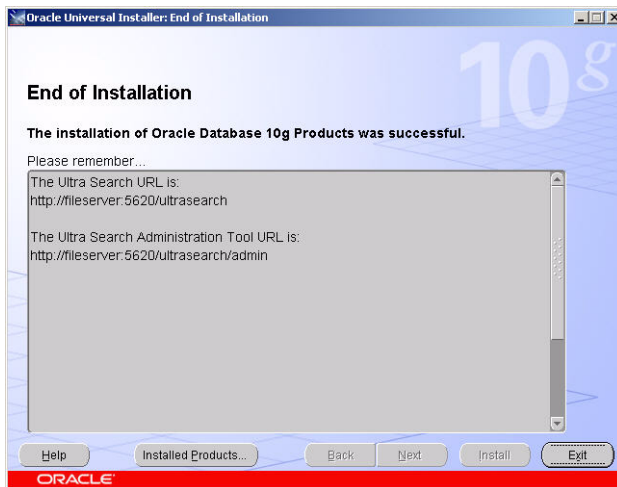 Oracle Universal Installer: End of Installation
10g
End of Installation
The installation of Oracle Database 10g Products was successful.
Please remember...
The Ultra Search URL is:
http://fileserver:5620/ultrasearch
The Ultra Search Administration Tool URL is:
http://fileserver:5620/ultrasearch/admin
Help Installed Products... Back Next Install Exit
ORACLE